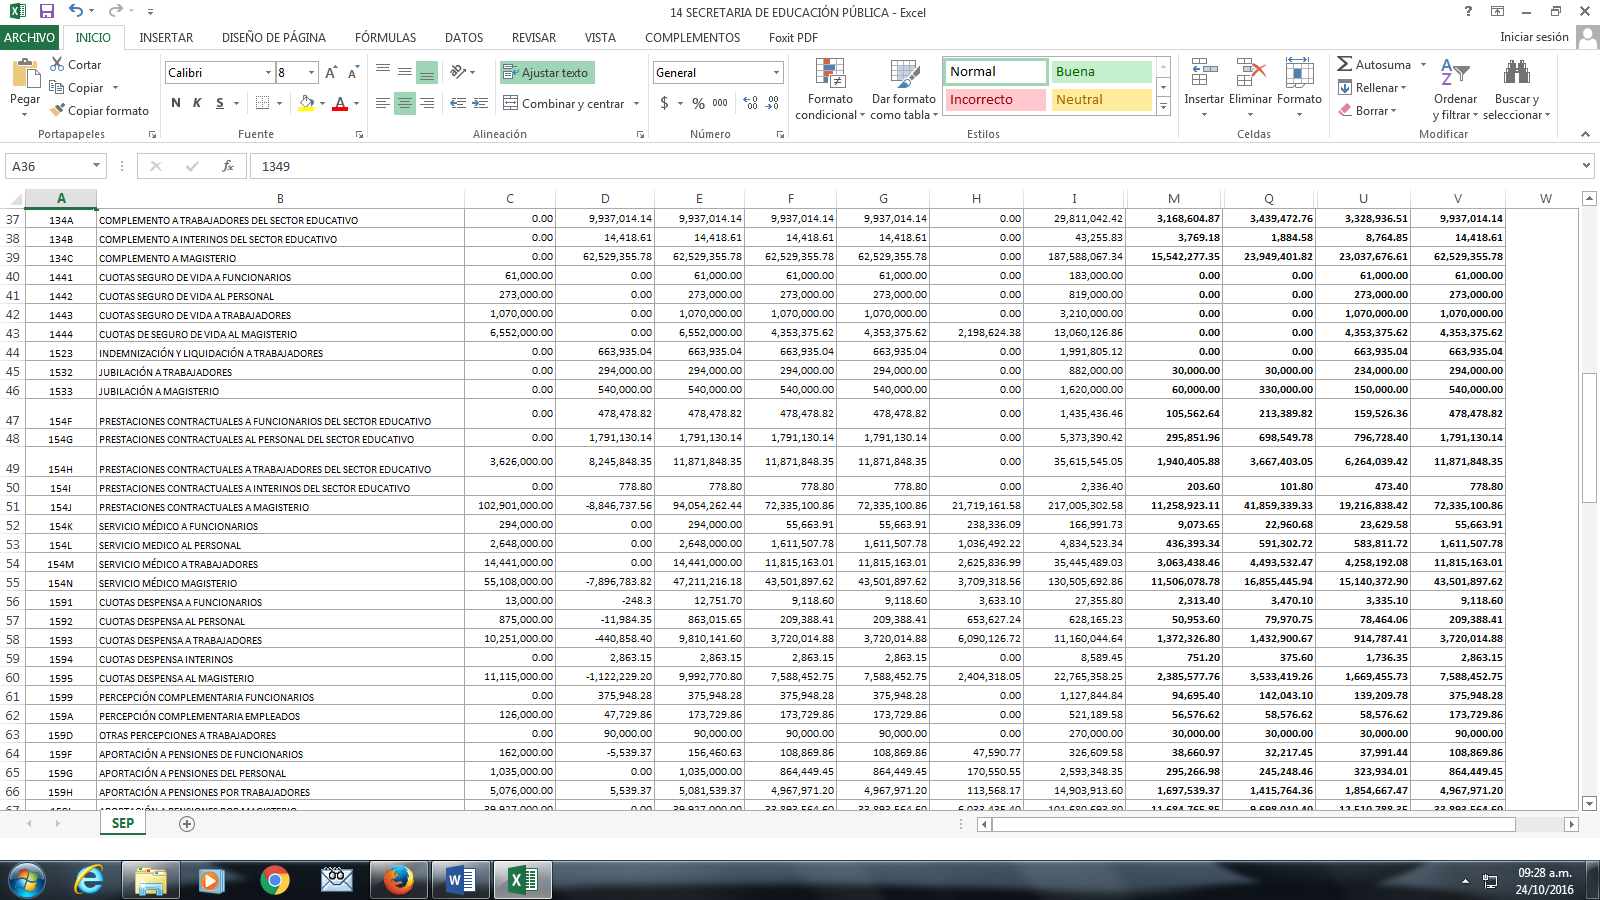 14 SECRETARIA DE EDUCACIÓN PÚBLICA - Excel
ARCHIVO INICIO INSERTAR DISEÑO DE PÁGINA FÓRMULAS DATOS REVISAR VISTA COMPLEMENTOS Foxit PDF Iniciar sesión
Pegar Cortar Copiar Copiar formato Portapapeles
Calibri 8 N K S Fuente
Ajustar texto Combinar y centrar Alineación
General $ % 000 Número
Formato condicional Dar formato como tabla Normal Buena Incorrecto Neutral Estilos
Insertar Eliminar Formato Celdas
Autosuma Rellenar Borrar Ordenar y filtrar Buscar y seleccionar Modificar
A36 fx 1349
A B C D E F G H I M Q U V W
37 134A COMPLEMENTO A TRABAJADORES DEL SECTOR EDUCATIVO 0.00 9,937,014.14 9,937,014.14 9,937,014.14 9,937,014.14 0.00 29,811,042.42 3,168,604.87 3,439,472.76 3,328,936.51 9,937,014.14
38 134B COMPLEMENTO A INTERINOS DEL SECTOR EDUCATIVO 0.00 14,418.61 14,418.61 14,418.61 14,418.61 0.00 43,255.83 3,769.18 1,884.58 8,764.85 14,418.61
39 134C COMPLEMENTO A MAGISTERIO 0.00 62,529,355.78 62,529,355.78 62,529,355.78 62,529,355.78 0.00 187,588,067.34 15,542,277.35 23,949,401.82 23,037,676.61 62,529,355.78
40 1441 CUOTAS SEGURO DE VIDA A FUNCIONARIOS 61,000.00 0.00 61,000.00 61,000.00 61,000.00 0.00 183,000.00 0.00 0.00 61,000.00 61,000.00
41 1442 CUOTAS SEGURO DE VIDA AL PERSONAL 273,000.00 0.00 273,000.00 273,000.00 273,000.00 0.00 819,000.00 0.00 0.00 273,000.00 273,000.00
42 1443 CUOTAS SEGURO DE VIDA A TRABAJADORES 1,070,000.00 0.00 1,070,000.00 1,070,000.00 1,070,000.00 0.00 3,210,000.00 0.00 0.00 1,070,000.00 1,070,000.00
43 1444 CUOTAS DE SEGURO DE VIDA AL MAGISTERIO 6,552,000.00 0.00 6,552,000.00 4,353,375.62 4,353,375.62 2,198,624.38 13,060,126.86 0.00 0.00 4,353,375.62 4,353,375.62
44 1523 INDEMNIZACIÓN Y LIQUIDACIÓN A TRABAJADORES 0.00 663,935.04 663,935.04 663,935.04 663,935.04 0.00 1,991,805.12 0.00 0.00 663,935.04 663,935.04
45 1532 JUBILACIÓN A TRABAJADORES 0.00 294,000.00 294,000.00 294,000.00 294,000.00 0.00 882,000.00 30,000.00 30,000.00 234,000.00 294,000.00
46 1533 JUBILACIÓN A MAGISTERIO 0.00 540,000.00 540,000.00 540,000.00 540,000.00 0.00 1,620,000.00 60,000.00 330,000.00 150,000.00 540,000.00
47 154F PRESTACIONES CONTRACTUALES A FUNCIONARIOS DEL SECTOR EDUCATIVO 0.00 478,478.82 478,478.82 478,478.82 478,478.82 0.00 1,435,436.46 105,562.64 213,389.82 159,526.36 478,478.82
48 154G PRESTACIONES CONTRACTUALES AL PERSONAL DEL SECTOR EDUCATIVO 0.00 1,791,130.14 1,791,130.14 1,791,130.14 1,791,130.14 0.00 5,373,390.42 295,851.96 698,549.78 796,728.40 1,791,130.14
49 154H PRESTACIONES CONTRACTUALES A TRABAJADORES DEL SECTOR EDUCATIVO 3,626,000.00 8,245,848.35 11,871,848.35 11,871,848.35 11,871,848.35 0.00 35,615,545.05 1,940,405.88 3,667,403.05 6,264,039.42 11,871,848.35
50 154I PRESTACIONES CONTRACTUALES A INTERINOS DEL SECTOR EDUCATIVO 0.00 778.80 778.80 778.80 778.80 0.00 2,336.40 203.60 101.80 473.40 778.80
51 154J PRESTACIONES CONTRACTUALES A MAGISTERIO 102,901,000.00 -8,846,737.56 94,054,262.44 72,335,100.86 72,335,100.86 21,719,161.58 217,005,302.58 11,258,923.11 41,859,339.33 19,216,838.42 72,335,100.86
52 154K SERVICIO MÉDICO A FUNCIONARIOS 294,000.00 0.00 294,000.00 55,663.91 55,663.91 238,336.09 166,991.73 9,073.65 22,960.68 23,629.58 55,663.91
53 154L SERVICIO MEDICO AL PERSONAL 2,648,000.00 0.00 2,648,000.00 1,611,507.78 1,611,507.78 1,036,492.22 4,834,523.34 436,393.34 591,302.72 583,811.72 1,611,507.78
54 154M SERVICIO MÉDICO A TRABAJADORES 14,441,000.00 0.00 14,441,000.00 11,815,163.01 11,815,163.01 2,625,836.99 35,445,489.03 3,063,438.46 4,493,532.47 4,258,192.08 11,815,163.01
55 154N SERVICIO MÉDICO MAGISTERIO 55,108,000.00 -7,896,783.82 47,211,216.18 43,501,897.62 43,501,897.62 3,709,318.56 130,505,692.86 11,506,078.78 16,855,445.94 15,140,372.90 43,501,897.62
56 1591 CUOTAS DESPENSA A FUNCIONARIOS 13,000.00 -248.3 12,751.70 9,118.60 9,118.60 3,633.10 27,355.80 2,313.40 3,470.10 3,335.10 9,118.60
57 1592 CUOTAS DESPENSA AL PERSONAL 875,000.00 -11,984.35 863,015.65 209,388.41 209,388.41 653,627.24 628,165.23 50,953.60 79,970.75 78,464.06 209,388.41
58 1593 CUOTAS DESPENSA A TRABAJADORES 10,251,000.00 -440,858.40 9,810,141.60 3,720,014.88 3,720,014.88 6,090,126.72 11,160,044.64 1,372,326.80 1,432,900.67 914,787.41 3,720,014.88
59 1594 CUOTAS DESPENSA INTERINOS 0.00 2,863.15 2,863.15 2,863.15 2,863.15 0.00 8,589.45 751.20 375.60 1,736.35 2,863.15
60 1595 CUOTAS DESPENSA AL MAGISTERIO 11,115,000.00 -1,122,229.20 9,992,770.80 7,588,452.75 7,588,452.75 2,404,318.05 22,765,358.25 2,385,577.76 3,533,419.26 1,669,455.73 7,588,452.75
61 1599 PERCEPCIÓN COMPLEMENTARIA FUNCIONARIOS 0.00 375,948.28 375,948.28 375,948.28 375,948.28 0.00 1,127,844.84 94,695.40 142,043.10 139,209.78 375,948.28
62 159A PERCEPCIÓN COMPLEMENTARIA EMPLEADOS 126,000.00 47,729.86 173,729.86 173,729.86 173,729.86 0.00 521,189.58 56,576.62 58,576.62 58,576.62 173,729.86
63 159D OTRAS PERCEPCIONES A TRABAJADORES 0.00 90,000.00 90,000.00 90,000.00 90,000.00 0.00 270,000.00 30,000.00 30,000.00 30,000.00 90,000.00
64 159F APORTACIÓN A PENSIONES DE FUNCIONARIOS 162,000.00 -5,539.37 156,460.63 108,869.86 108,869.86 47,590.77 326,609.58 38,660.97 32,217.45 37,991.44 108,869.86
65 159G APORTACIÓN A PENSIONES DEL PERSONAL 1,035,000.00 0.00 1,035,000.00 864,449.45 864,449.45 170,550.55 2,593,348.35 295,266.98 245,248.46 323,934.01 864,449.45
66 159H APORTACIÓN A PENSIONES POR TRABAJADORES 5,076,000.00 5,539.37 5,081,539.37 4,967,971.20 4,967,971.20 113,568.17 14,903,913.60 1,697,539.37 1,415,764.36 1,854,667.47 4,967,971.20
SEP
09:28 a.m.
24/10/2016